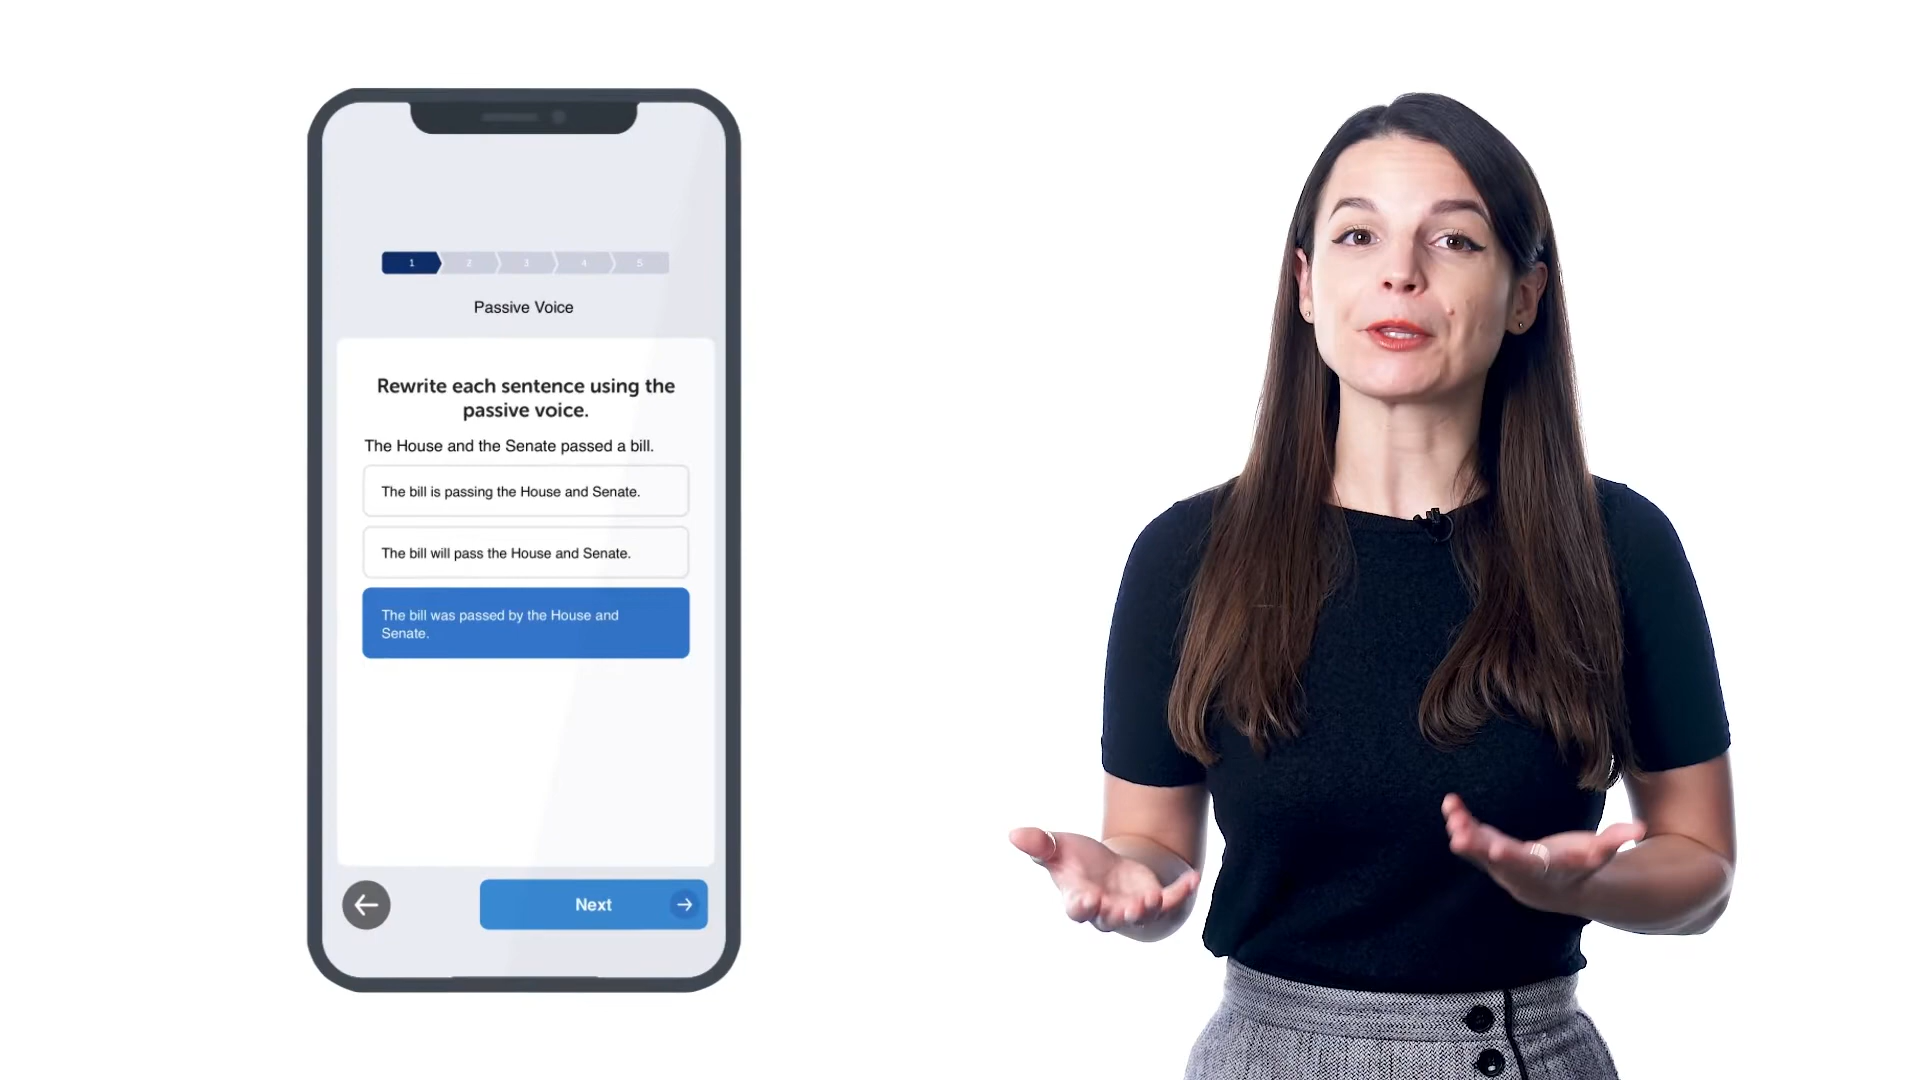 1 2 3 4 5
Passive Voice
Rewrite each sentence using the
passive voice.
The House and the Senate passed a bill.
The bill is passing the House and Senate.
The bill will pass the House and Senate.
The bill was passed by the House and
Senate.
Next